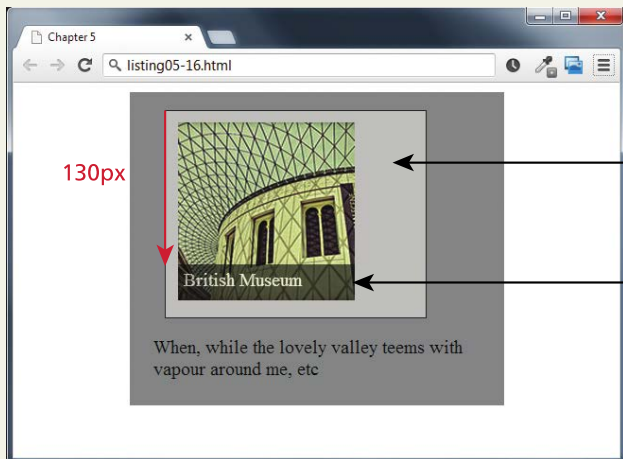 Chapter 5
listing05-16.html
130px
British Museum
When, while the lovely valley teems with
vapour around me, etc